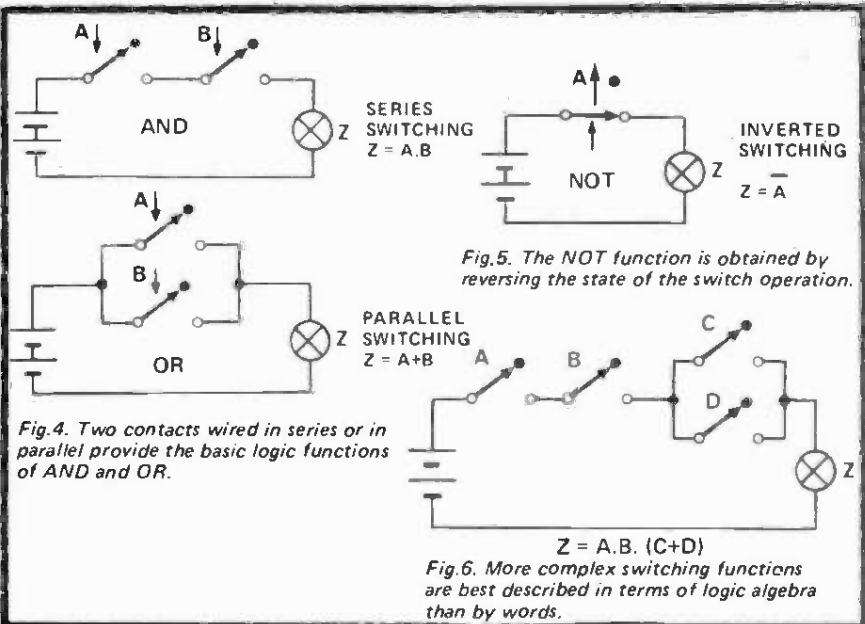 A
B
AND
Z
SERIES
SWITCHING
Z = A.B
A
B
OR
Z
PARALLEL
SWITCHING
Z = A+B
Fig.4. Two contacts wired in series or in
parallel provide the basic logic functions
of AND and OR.
A
NOT
Z
INVERTED
SWITCHING
Z = A̅
Fig.5. The NOT function is obtained by
reversing the state of the switch operation.
A
B
C
D
Z
Z = A.B. (C+D)
Fig.6. More complex switching functions
are best described in terms of logic algebra
than by words.